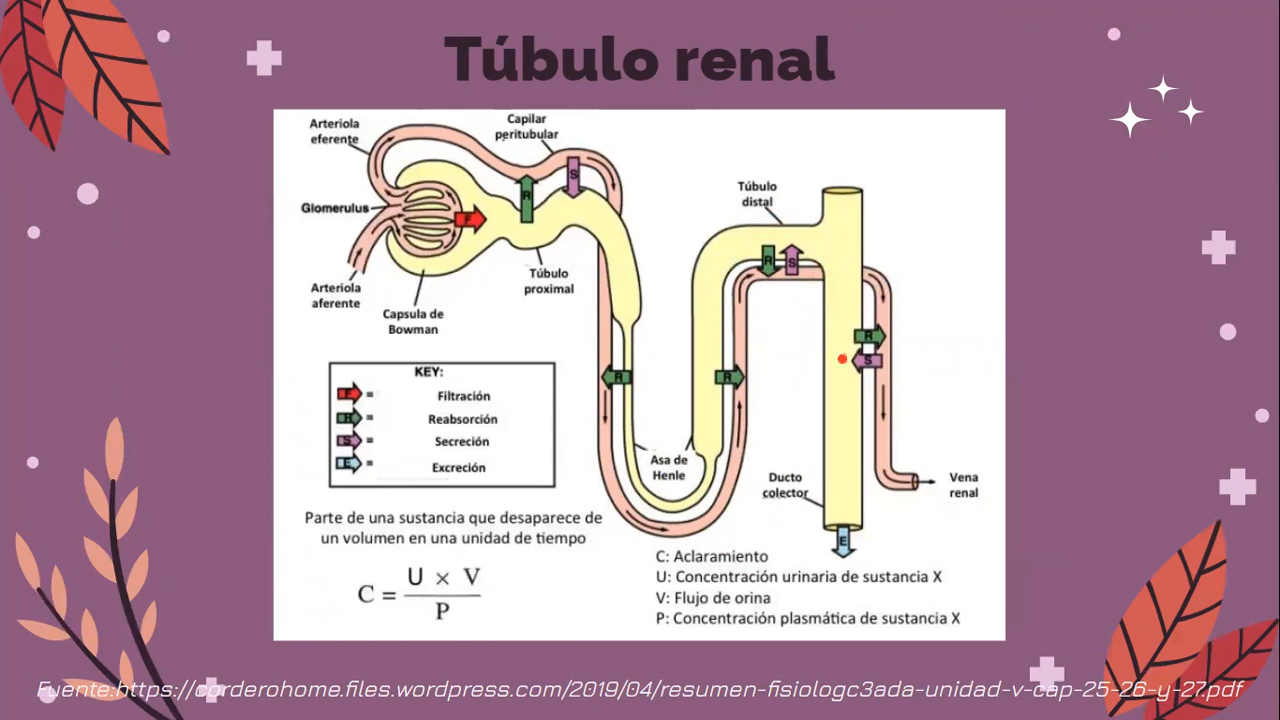 Túbulo renal
Arteriola
eferente
Capilar
peritubular
Glomerulus
F
R
S
Arteriola
aferente
Capsula de
Bowman
Túbulo
proximal
Túbulo
distal
R
S
R
S
R
R
KEY:
F = Filtración
R = Reabsorción
S = Secreción
E = Excreción
Asa de
Henle
Ducto
colector
Vena
renal
E
Parte de una sustancia que desaparece de
un volumen en una unidad de tiempo
C = U × V
P
C: Aclaramiento
U: Concentración urinaria de sustancia X
V: Flujo de orina
P: Concentración plasmática de sustancia X
Fuente:https://corderohome.files.wordpress.com/2019/04/resumen-fisiologc3ada-unidad-v-cap-25-26-y-27.pdf